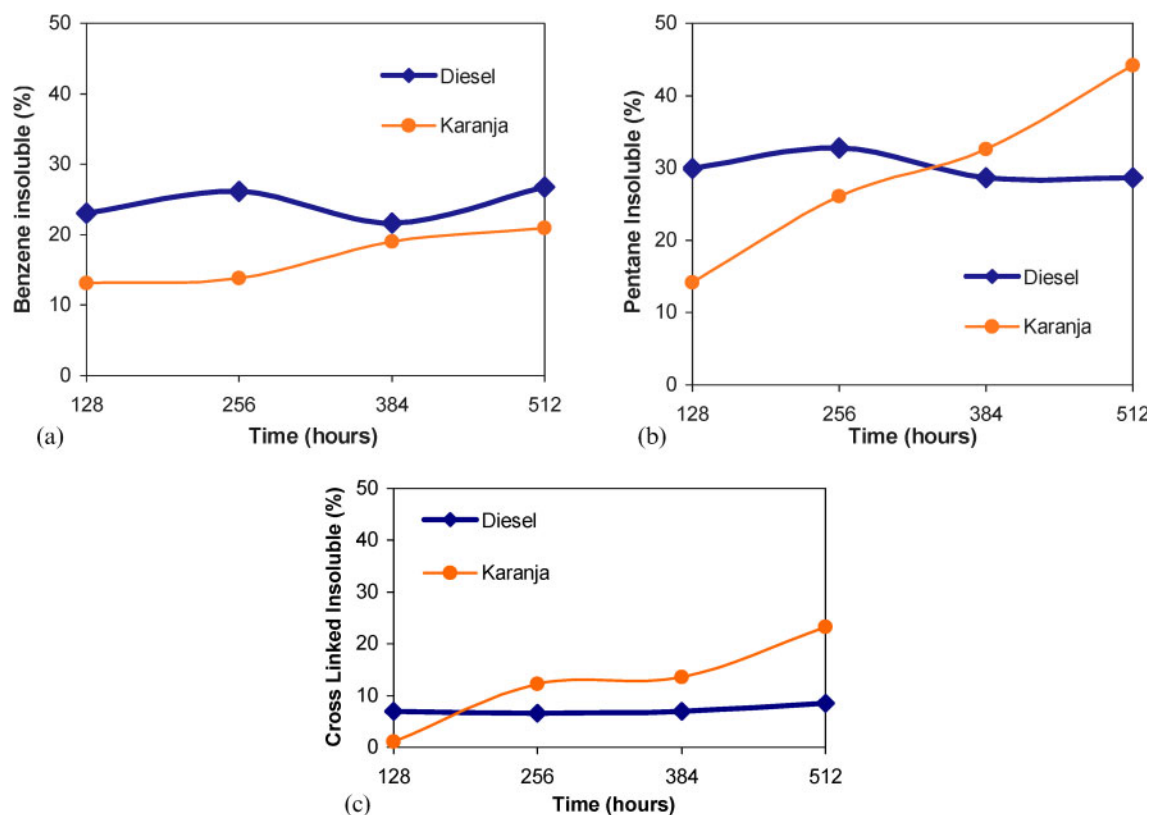 Benzene insoluble (%)
50
40
30
20
10
0
Diesel
Karanja
128 256 384 512
Time (hours)
(a)
Pentane Insoluble (%)
50
40
30
20
10
0
Diesel
Karanja
128 256 384 512
Time (hours)
(b)
Cross Linked Insoluble (%)
50
40
30
20
10
0
Diesel
Karanja
128 256 384 512
Time (hours)
(c)